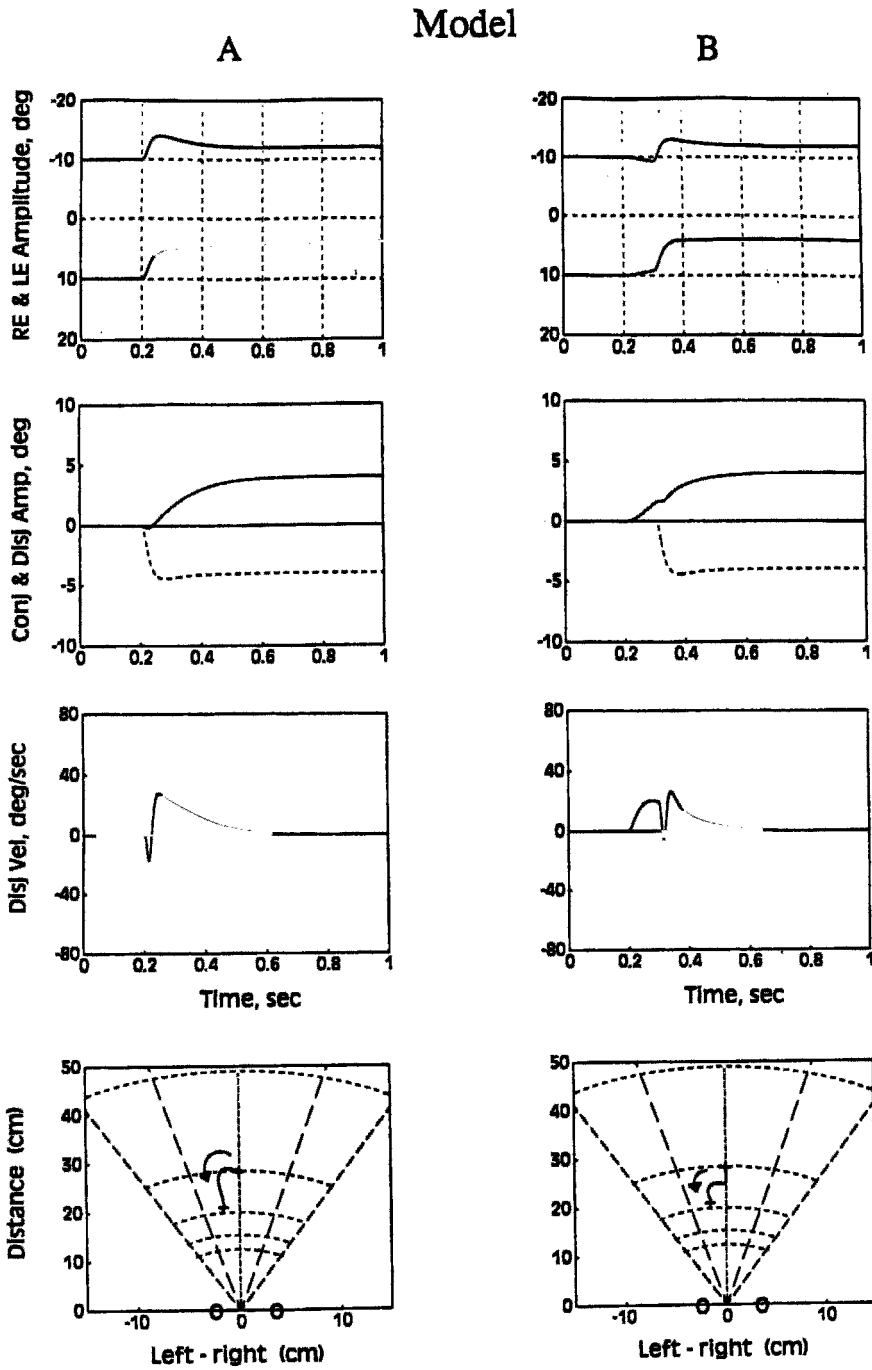 Model
A
B
RE & LE Amplitude, deg
-20
-10
0
10
20
0 0.2 0.4 0.6 0.8 1
-20
-10
0
10
20
0 0.2 0.4 0.6 0.8 1
Conj & Disj Amp, deg
10
5
0
-5
-10
0 0.2 0.4 0.6 0.8 1
10
5
0
-5
-10
0 0.2 0.4 0.6 0.8 1
Disj Vel, deg/sec
80
40
0
-40
-80
0 0.2 0.4 0.6 0.8 1
Time, sec
80
40
0
-40
-80
0 0.2 0.4 0.6 0.8 1
Time, sec
Distance (cm)
50
40
30
20
10
0
-10 0 10
Left - right (cm)
50
40
30
20
10
0
-10 0 10
Left - right (cm)